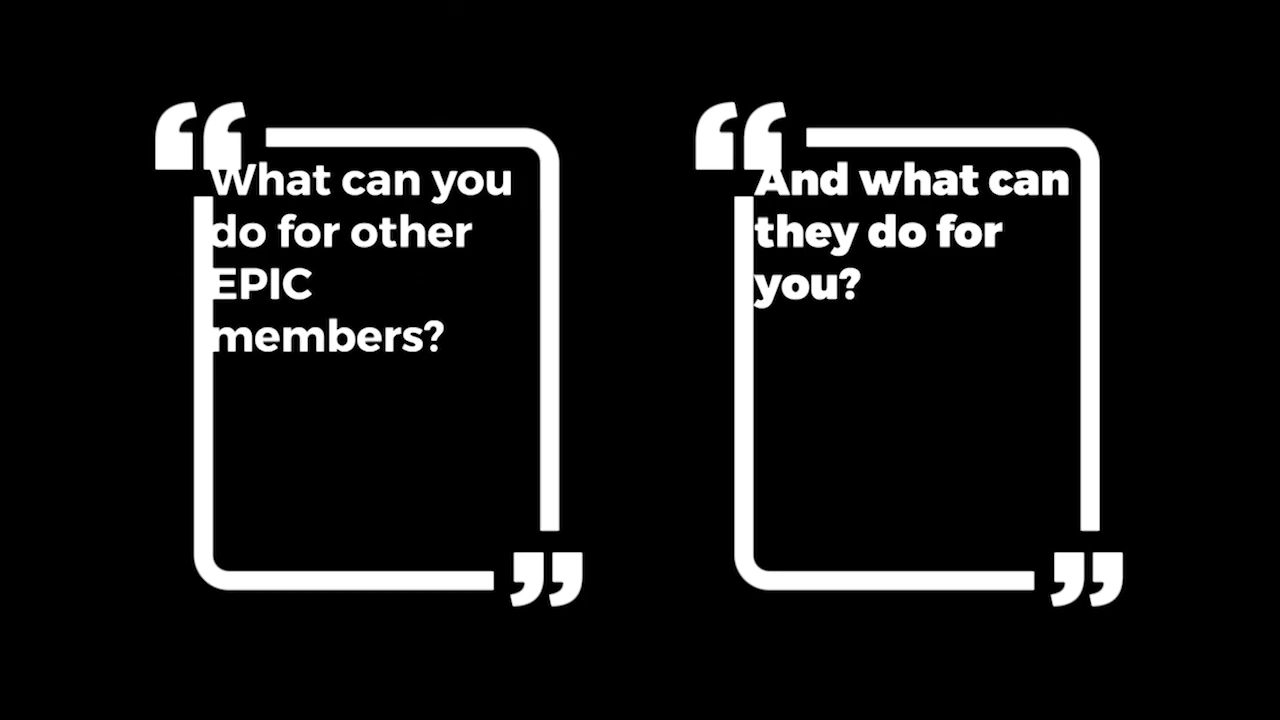 What can you
do for other
EPIC
members?
And what can
they do for
you?